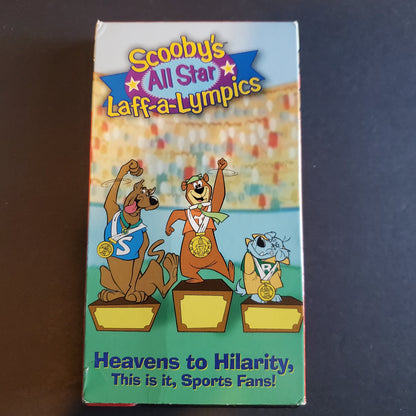 Scooby's
All Star
Laff-a-Lympics
S
Y
R
Heavens to Hilarity,
This is it, Sports Fans!